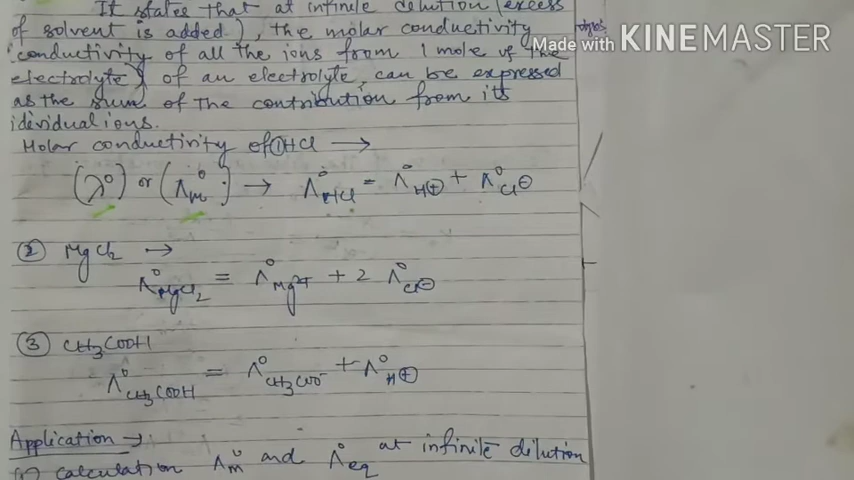 It states that at infinite dilution (excess
of solvent is added), the molar conductivity
Made with KINEMASTER
(conductivity of all the ions from 1 mole of the
electrolyte) of an electrolyte, can be expressed
as the sum of the contribution from its
idividual ions.
Molar conductivity of ① HCl →
(λ°) or (Λ°m) → Λ°HCl = Λ°H⊕ + Λ°Cl⊖
② MgCl2 →
Λ°MgCl2 = Λ°Mg2+ + 2 Λ°Cl⊖
③ CH3COOH
Λ°CH3COOH = Λ°CH3COO- + Λ°H⊕
Application →
(1) calculation Λ°m and Λ°eq at infinite dilution